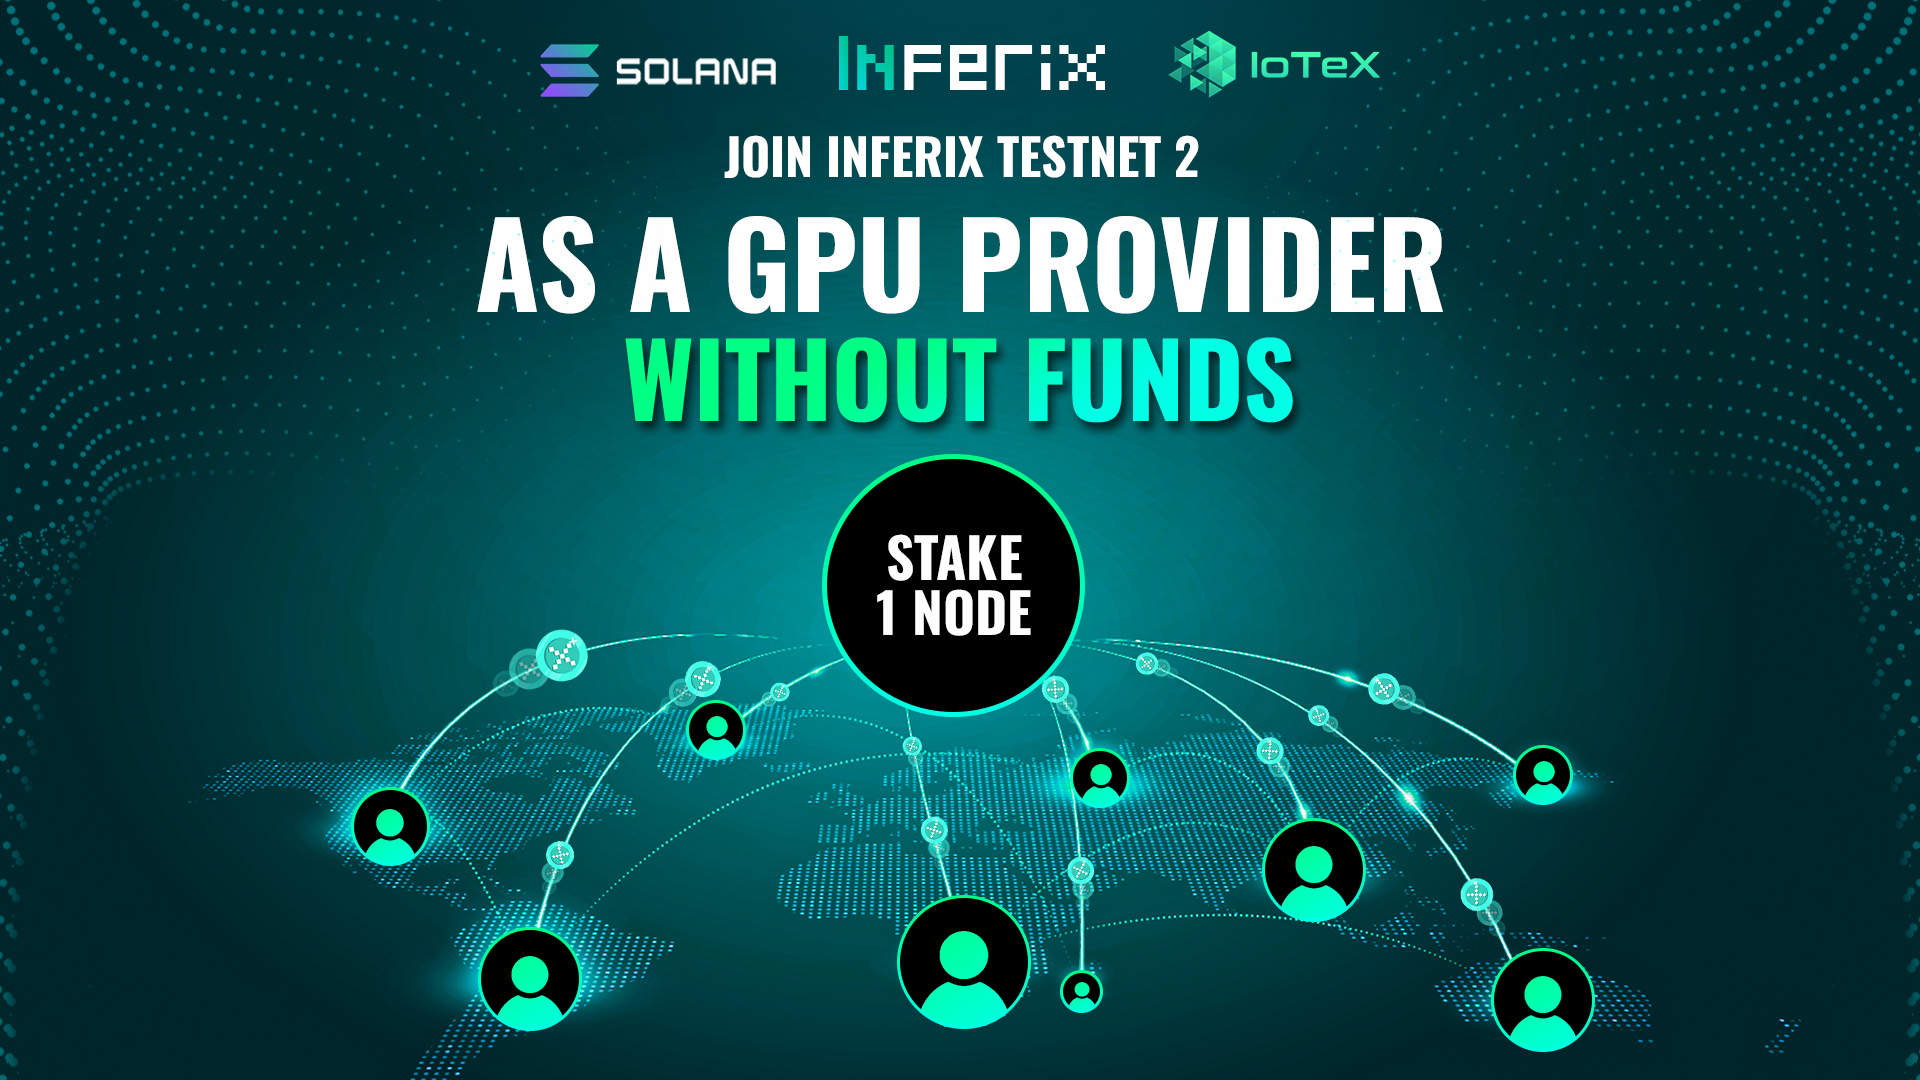 SOLANA INFERIX IoTeX
JOIN INFERIX TESTNET 2
AS A GPU PROVIDER
WITHOUT FUNDS
STAKE
1 NODE